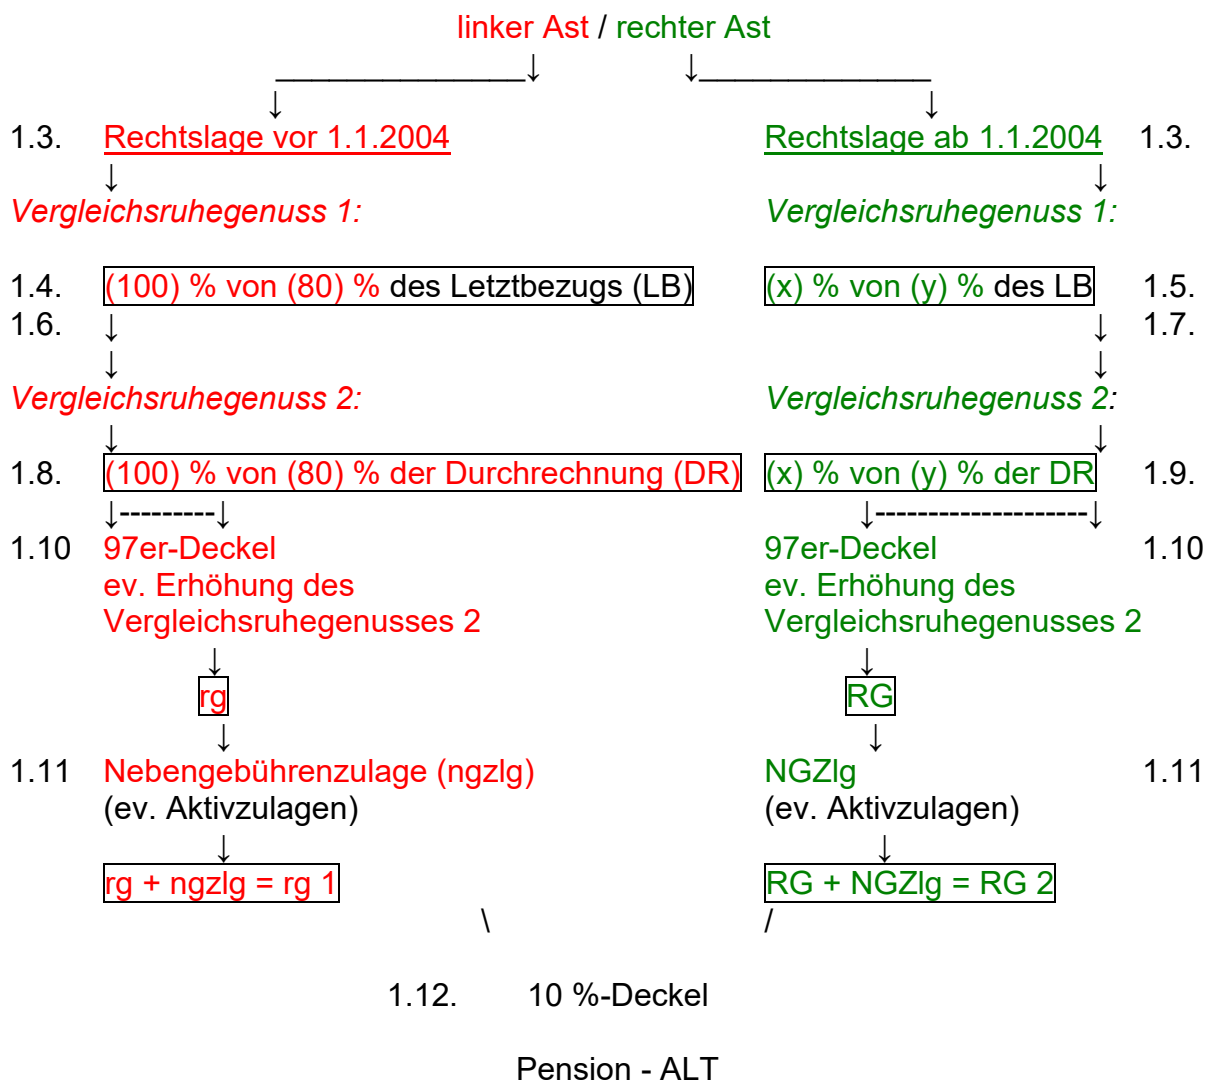 linker Ast / rechter Ast
1.3. Rechtslage vor 1.1.2004 Rechtslage ab 1.1.2004 1.3.
Vergleichsruhegenuss 1: Vergleichsruhegenuss 1:
1.4. (100) % von (80) % des Letztbezugs (LB) (x) % von (y) % des LB 1.5.
1.6. 1.7.
Vergleichsruhegenuss 2: Vergleichsruhegenuss 2:
1.8. (100) % von (80) % der Durchrechnung (DR) (x) % von (y) % der DR 1.9.
1.10 97er-Deckel 97er-Deckel 1.10
ev. Erhöhung des ev. Erhöhung des
Vergleichsruhegenusses 2 Vergleichsruhegenusses 2
rg RG
1.11 Nebengebührenzulage (ngzlg) NGZlg 1.11
(ev. Aktivzulagen) (ev. Aktivzulagen)
rg + ngzlg = rg 1 RG + NGZlg = RG 2
\ /
1.12. 10 %-Deckel
Pension - ALT